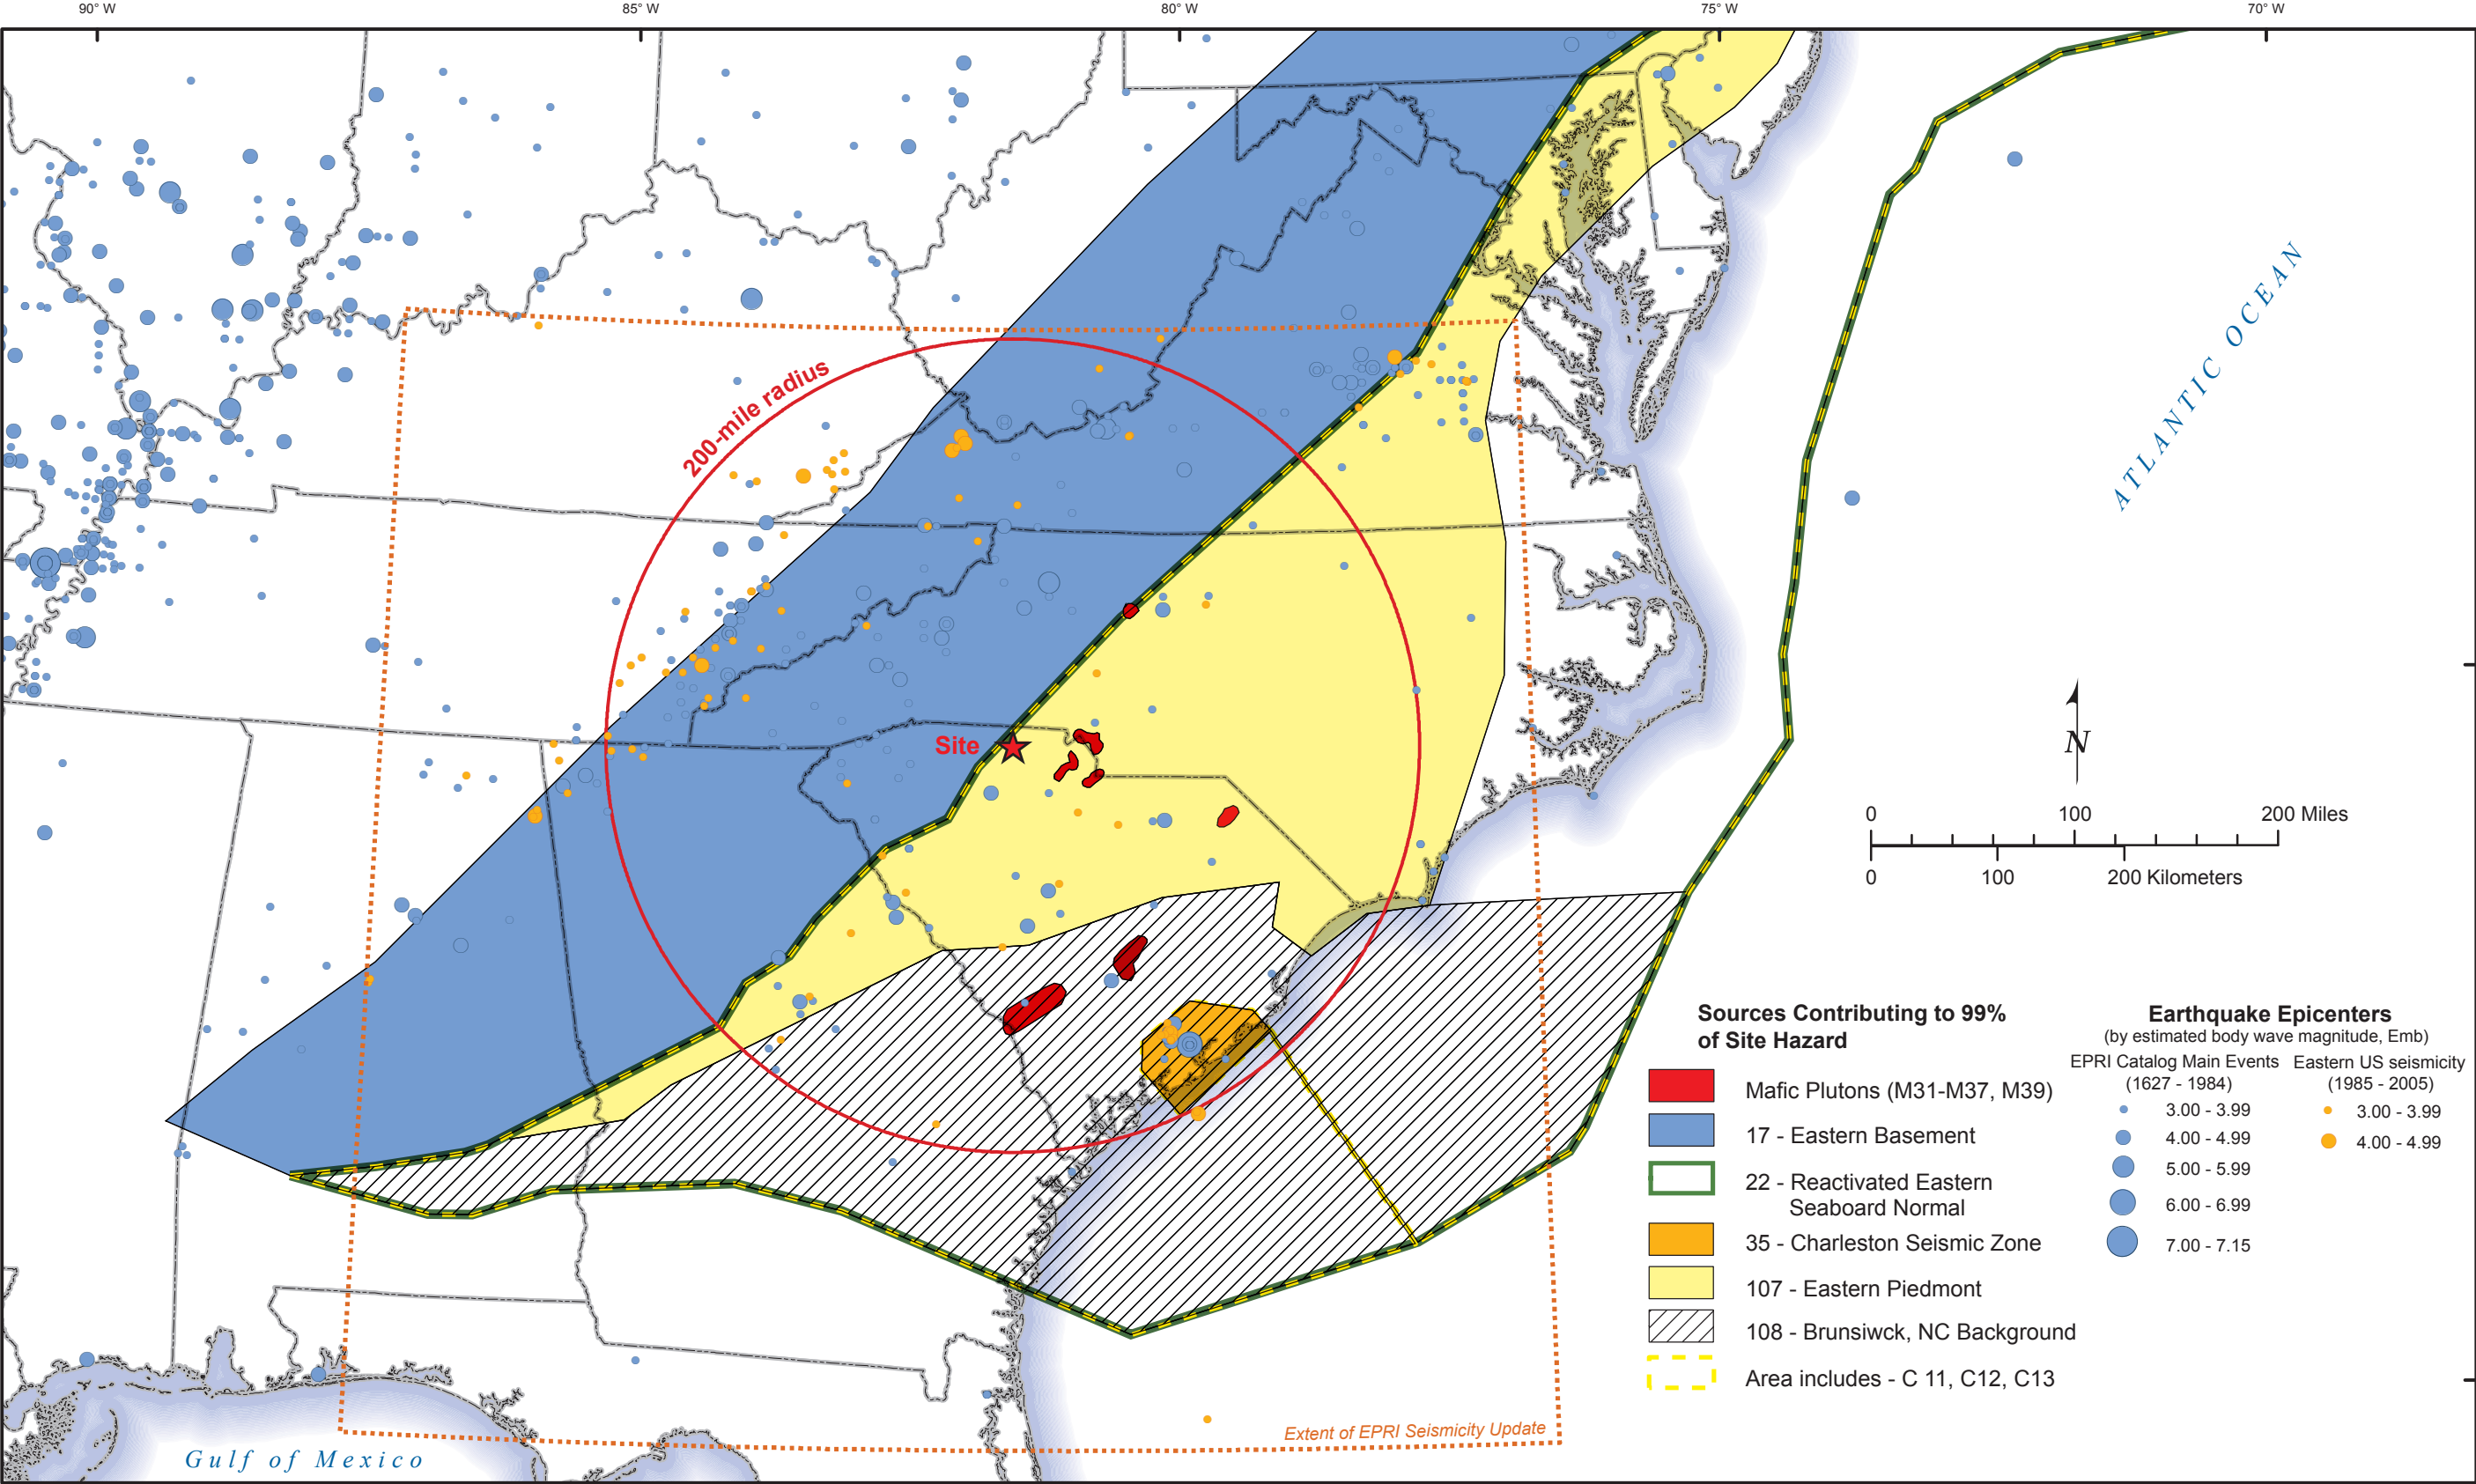 90° W
85° W
80° W
75° W
70° W
200-mile radius
ATLANTIC OCEAN
Site
N
0 100 200 Miles
0 100 200 Kilometers
Sources Contributing to 99%
of Site Hazard
Mafic Plutons (M31-M37, M39)
17 - Eastern Basement
22 - Reactivated Eastern
Seaboard Normal
35 - Charleston Seismic Zone
107 - Eastern Piedmont
108 - Brunsiwck, NC Background
Area includes - C 11, C12, C13
Earthquake Epicenters
(by estimated body wave magnitude, Emb)
EPRI Catalog Main Events
(1627 - 1984)
3.00 - 3.99
4.00 - 4.99
5.00 - 5.99
6.00 - 6.99
7.00 - 7.15
Eastern US seismicity
(1985 - 2005)
3.00 - 3.99
4.00 - 4.99
Extent of EPRI Seismicity Update
Gulf of Mexico